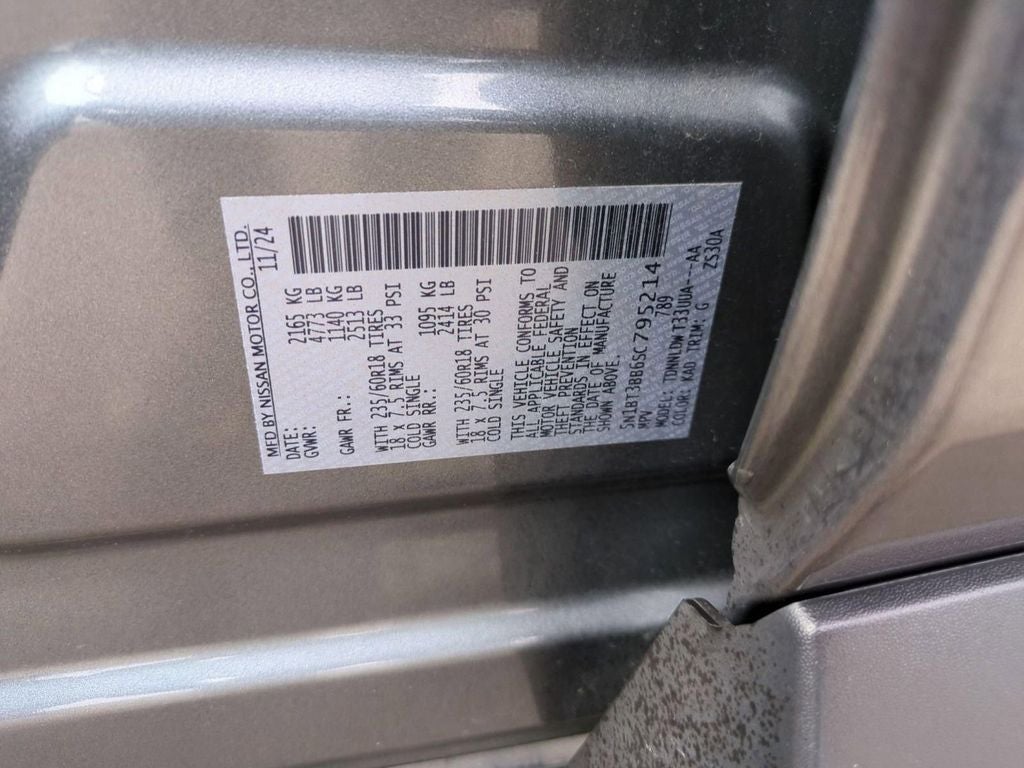 MFD BY NISSAN MOTOR CO., LTD.
DATE: 11/24
GVWR: 2165 KG
4773 LB
GAWR FR.: 1140 KG
2513 LB
WITH 235/60R18 TIRES
18 x 7.5 RIMS AT 33 PSI
COLD SINGLE
GAWR RR.: 1095 KG
2414 LB
WITH 235/60R18 TIRES
18 x 7.5 RIMS AT 30 PSI
COLD SINGLE
THIS VEHICLE CONFORMS TO
ALL APPLICABLE FEDERAL
MOTOR VEHICLE SAFETY AND
THEFT PREVENTION
STANDARDS IN EFFECT ON
THE DATE OF MANUFACTURE
SHOWN ABOVE.
5N1BT3BB6SC795214
MPV 789
MODEL: TDNNLDW T33UUA---AA
COLOR: KAD TRIM: G ZS30A